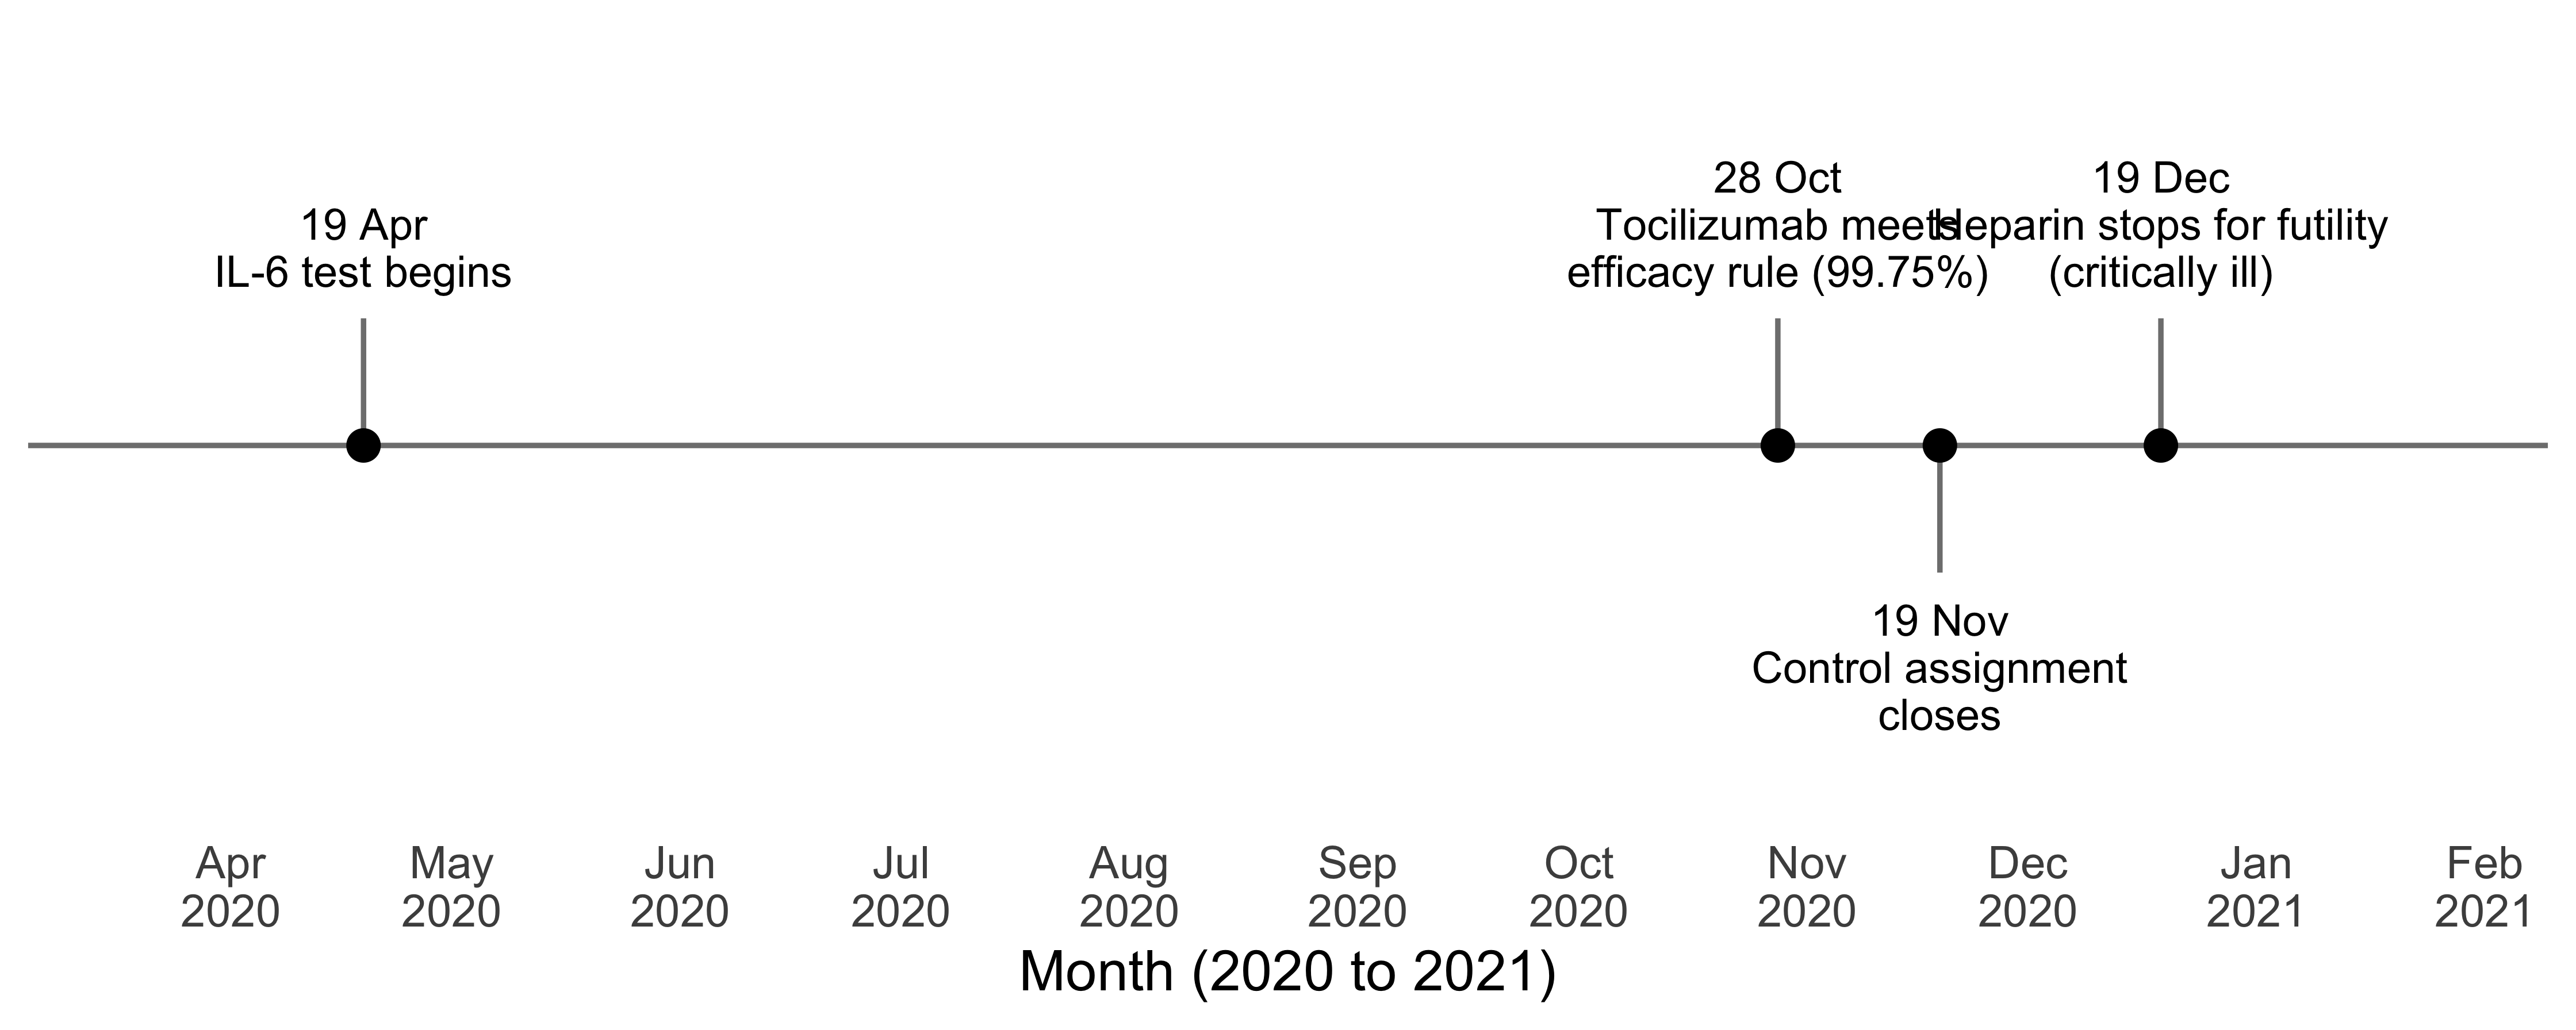 19 Apr
IL-6 test begins
28 Oct
Tocilizumab meets
efficacy rule (99.75%)
19 Dec
Heparin stops for futility
(critically ill)
19 Nov
Control assignment
closes
Apr
2020
May
2020
Jun
2020
Jul
2020
Aug
2020
Sep
2020
Oct
2020
Nov
2020
Dec
2020
Jan
2021
Feb
2021
Month (2020 to 2021)